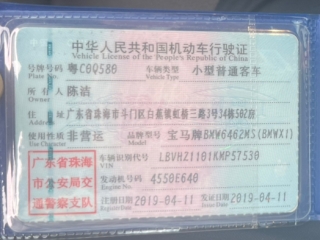 中华人民共和国机动车行驶证
Vehicle License of the People's Republic of China
号牌号码 粤C0Q580 车辆类型 小型普通客车
Plate No. Vehicle Type
所有人 陈洁
Owner
住址 广东省珠海市斗门区白蕉镇虹桥三路3号34栋502房
Address
使用性质 非营运 品牌型号 宝马牌BMW6462MS(BMWX1)
Use Character Model
广东省珠海
市公安局交
通警察支队
车辆识别代号
VIN
发动机号码 4550E640
Engine No.
注册日期 2019-04-11 发证日期 2019-04-11
Register Date Issue Date